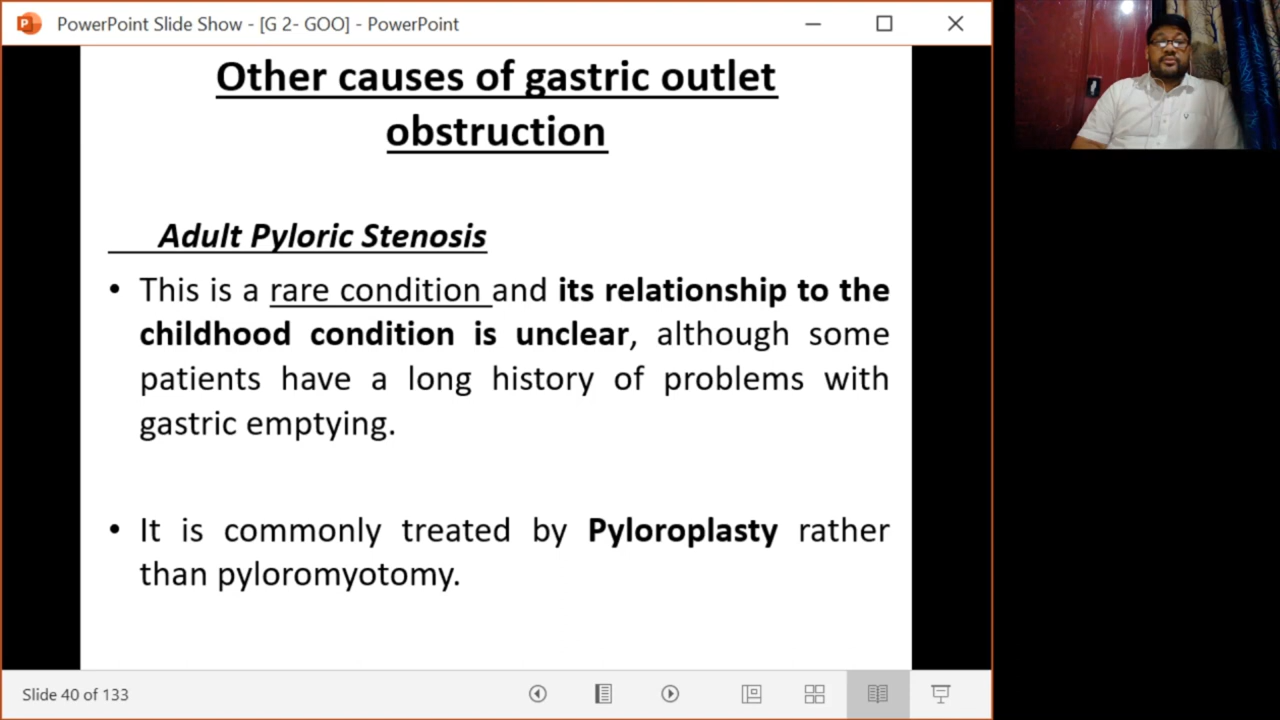 PowerPoint Slide Show - [G 2- GOO] - PowerPoint
Other causes of gastric outlet
obstruction
Adult Pyloric Stenosis
• This is a rare condition and its relationship to the
childhood condition is unclear, although some
patients have a long history of problems with
gastric emptying.
• It is commonly treated by Pyloroplasty rather
than pyloromyotomy.
Slide 40 of 133